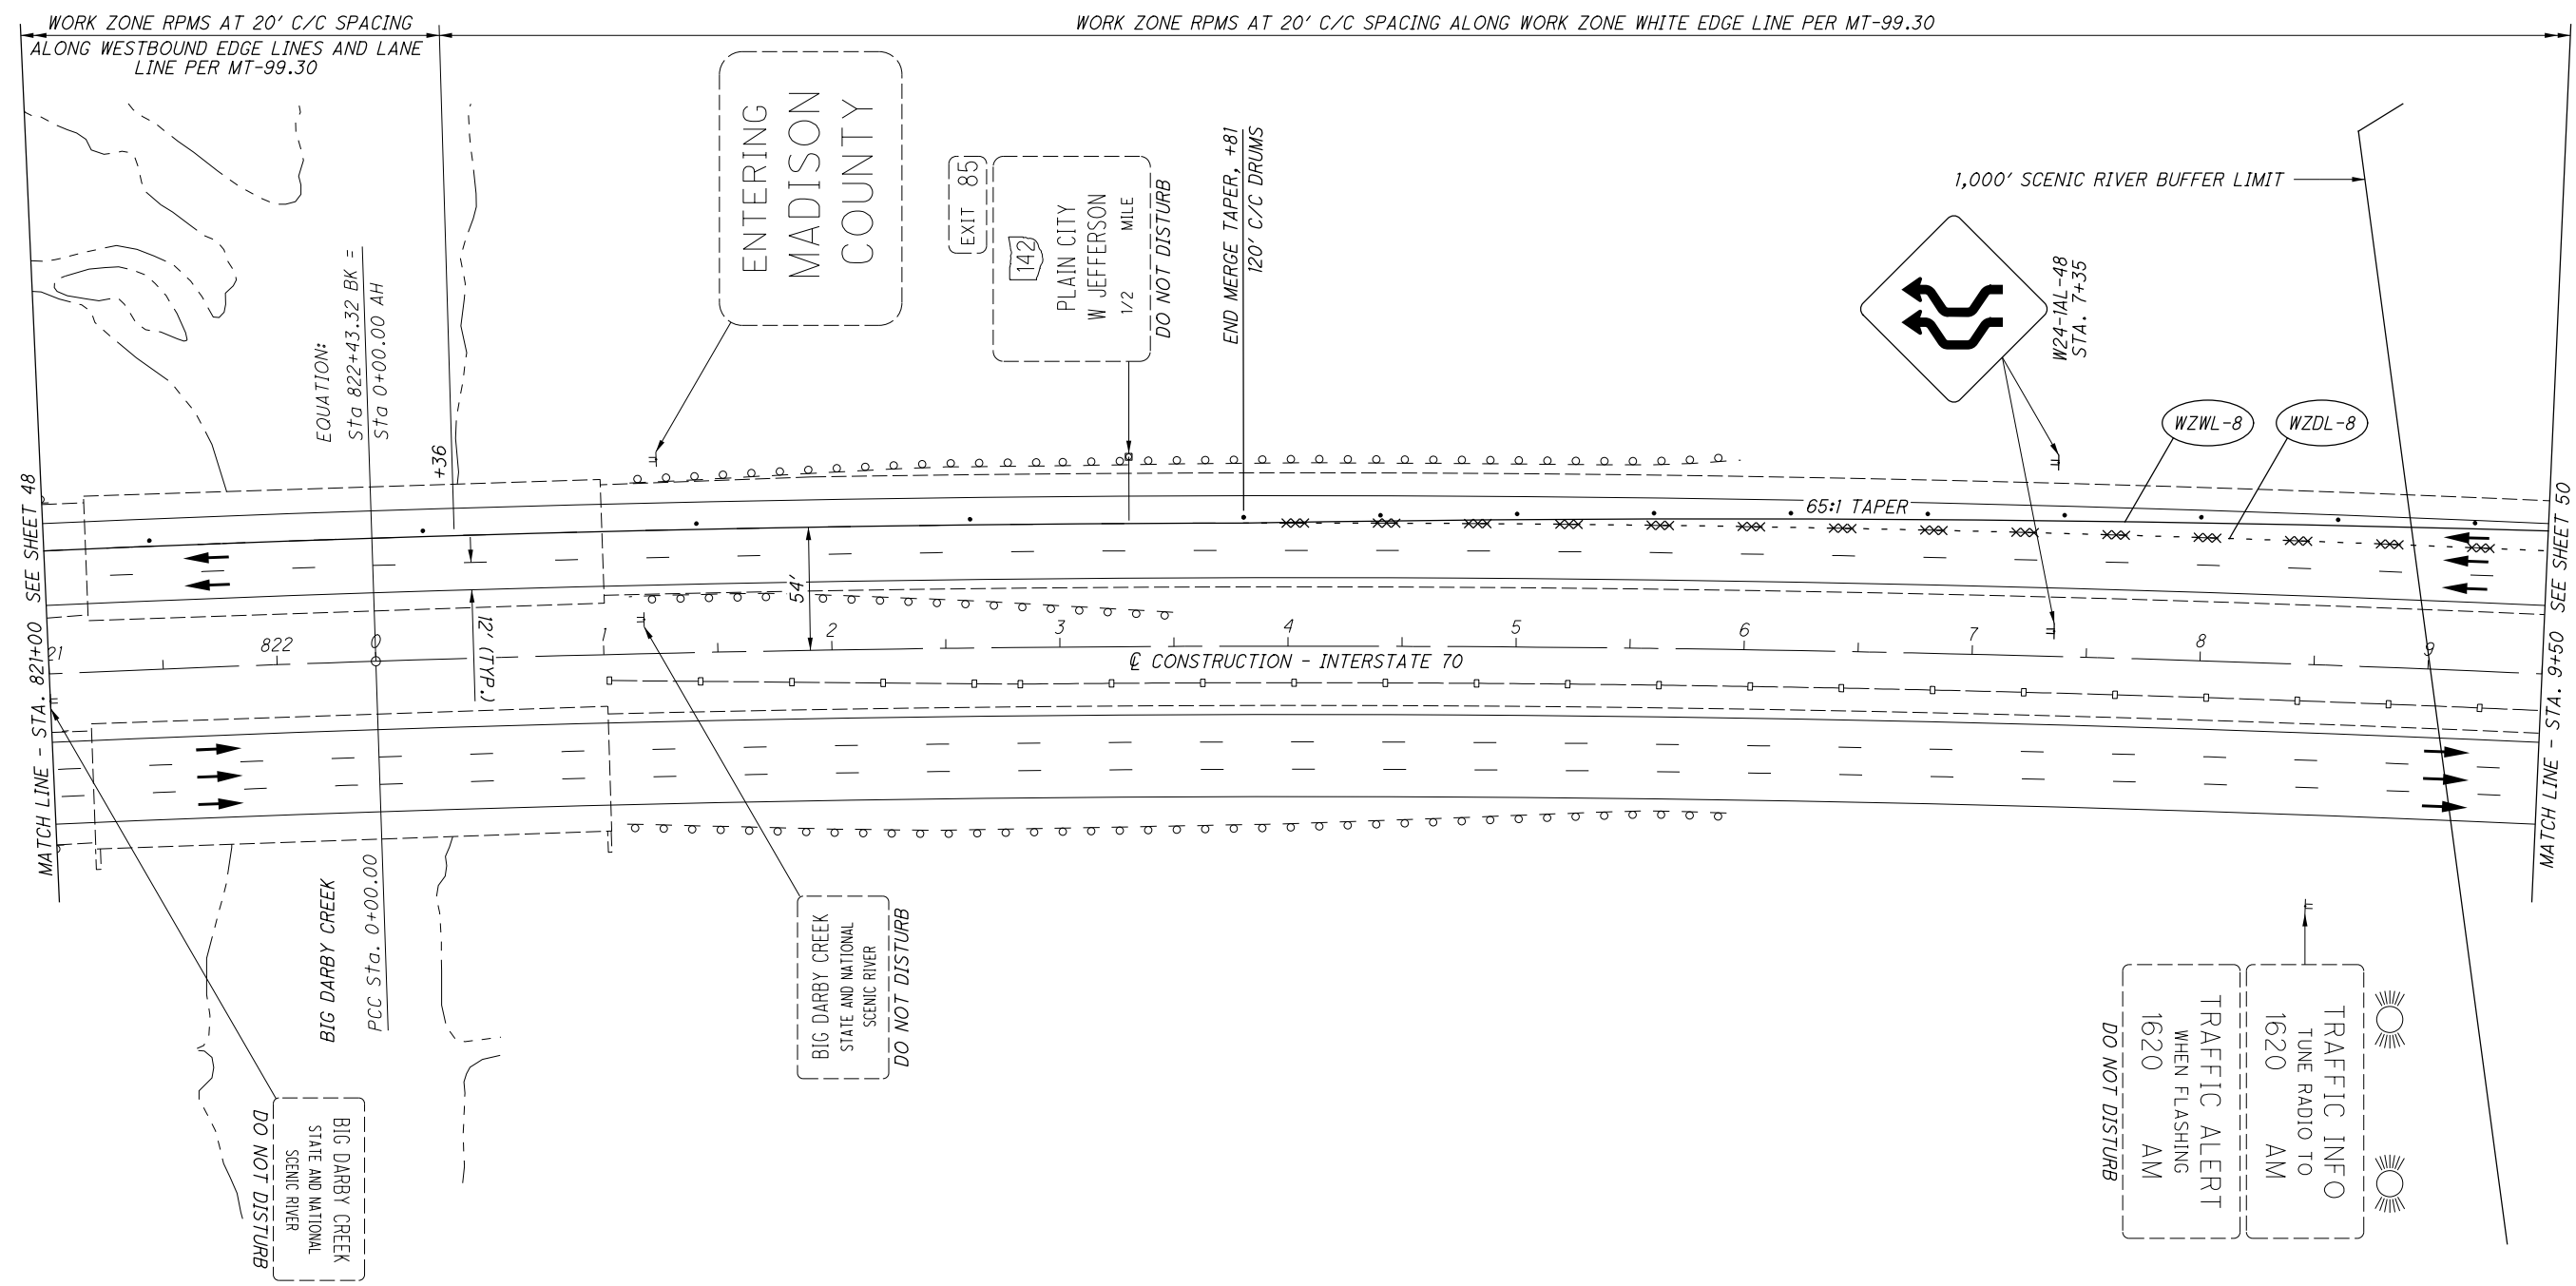 WORK ZONE RPMS AT 20' C/C SPACING
ALONG WESTBOUND EDGE LINES AND LANE
LINE PER MT-99.30
WORK ZONE RPMS AT 20' C/C SPACING ALONG WORK ZONE WHITE EDGE LINE PER MT-99.30
ENTERING
MADISON
COUNTY
EXIT 85
142
PLAIN CITY
W JEFFERSON
1/2 MILE
DO NOT DISTURB
END MERGE TAPER, +81
120' C/C DRUMS
1,000' SCENIC RIVER BUFFER LIMIT
W24-1AL-48
STA. 7+35
WZWL-8
WZDL-8
EQUATION:
Sta 822+43.32 BK =
Sta 0+00.00 AH
+36
65:1 TAPER
MATCH LINE - STA. 821+00 SEE SHEET 48
MATCH LINE - STA. 9+50 SEE SHEET 50
54'
12' (TYP.)
21
822
0
1
2
3
4
5
6
7
8
9
℄ CONSTRUCTION - INTERSTATE 70
BIG DARBY CREEK
PCC Sta. 0+00.00
BIG DARBY CREEK
STATE AND NATIONAL
SCENIC RIVER
DO NOT DISTURB
BIG DARBY CREEK
STATE AND NATIONAL
SCENIC RIVER
DO NOT DISTURB
TRAFFIC INFO
TUNE RADIO TO
1620 AM
TRAFFIC ALERT
WHEN FLASHING
1620 AM
DO NOT DISTURB